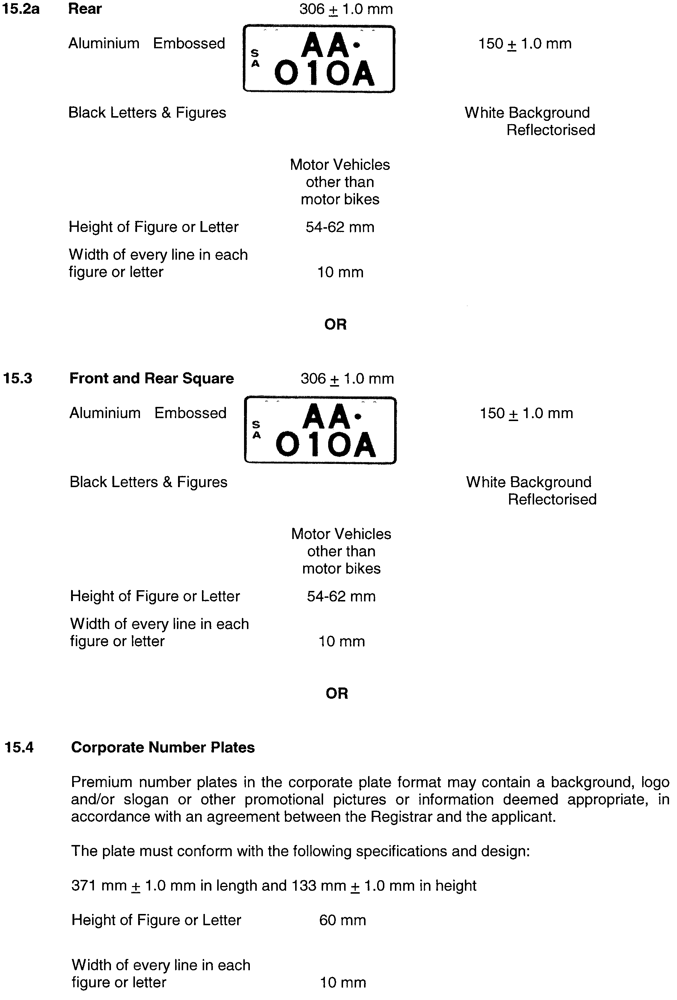 15.2a Rear 306 ± 1.0 mm
Aluminium Embossed 150 ± 1.0 mm
S
A
AA·
010A
Black Letters & Figures White Background
Reflectorised
Motor Vehicles
other than
motor bikes
Height of Figure or Letter 54-62 mm
Width of every line in each
figure or letter 10 mm
OR
15.3 Front and Rear Square 306 ± 1.0 mm
Aluminium Embossed 150 ± 1.0 mm
S
A
AA·
010A
Black Letters & Figures White Background
Reflectorised
Motor Vehicles
other than
motor bikes
Height of Figure or Letter 54-62 mm
Width of every line in each
figure or letter 10 mm
OR
15.4 Corporate Number Plates
Premium number plates in the corporate plate format may contain a background, logo
and/or slogan or other promotional pictures or information deemed appropriate, in
accordance with an agreement between the Registrar and the applicant.
The plate must conform with the following specifications and design:
371 mm ± 1.0 mm in length and 133 mm ± 1.0 mm in height
Height of Figure or Letter 60 mm
Width of every line in each
figure or letter 10 mm